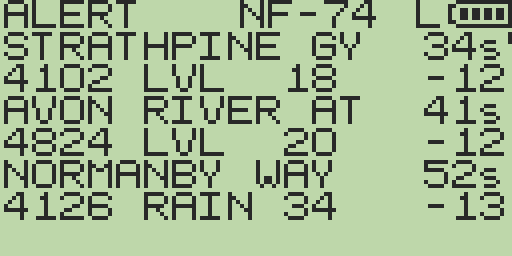 ALERT NF-74 L
STRATHPINE GY 34s'
4102 LVL 18 -12
AVON RIVER AT 41s
4824 LVL 20 -12
NORMANBY WAY 52s
4126 RAIN 34 -13